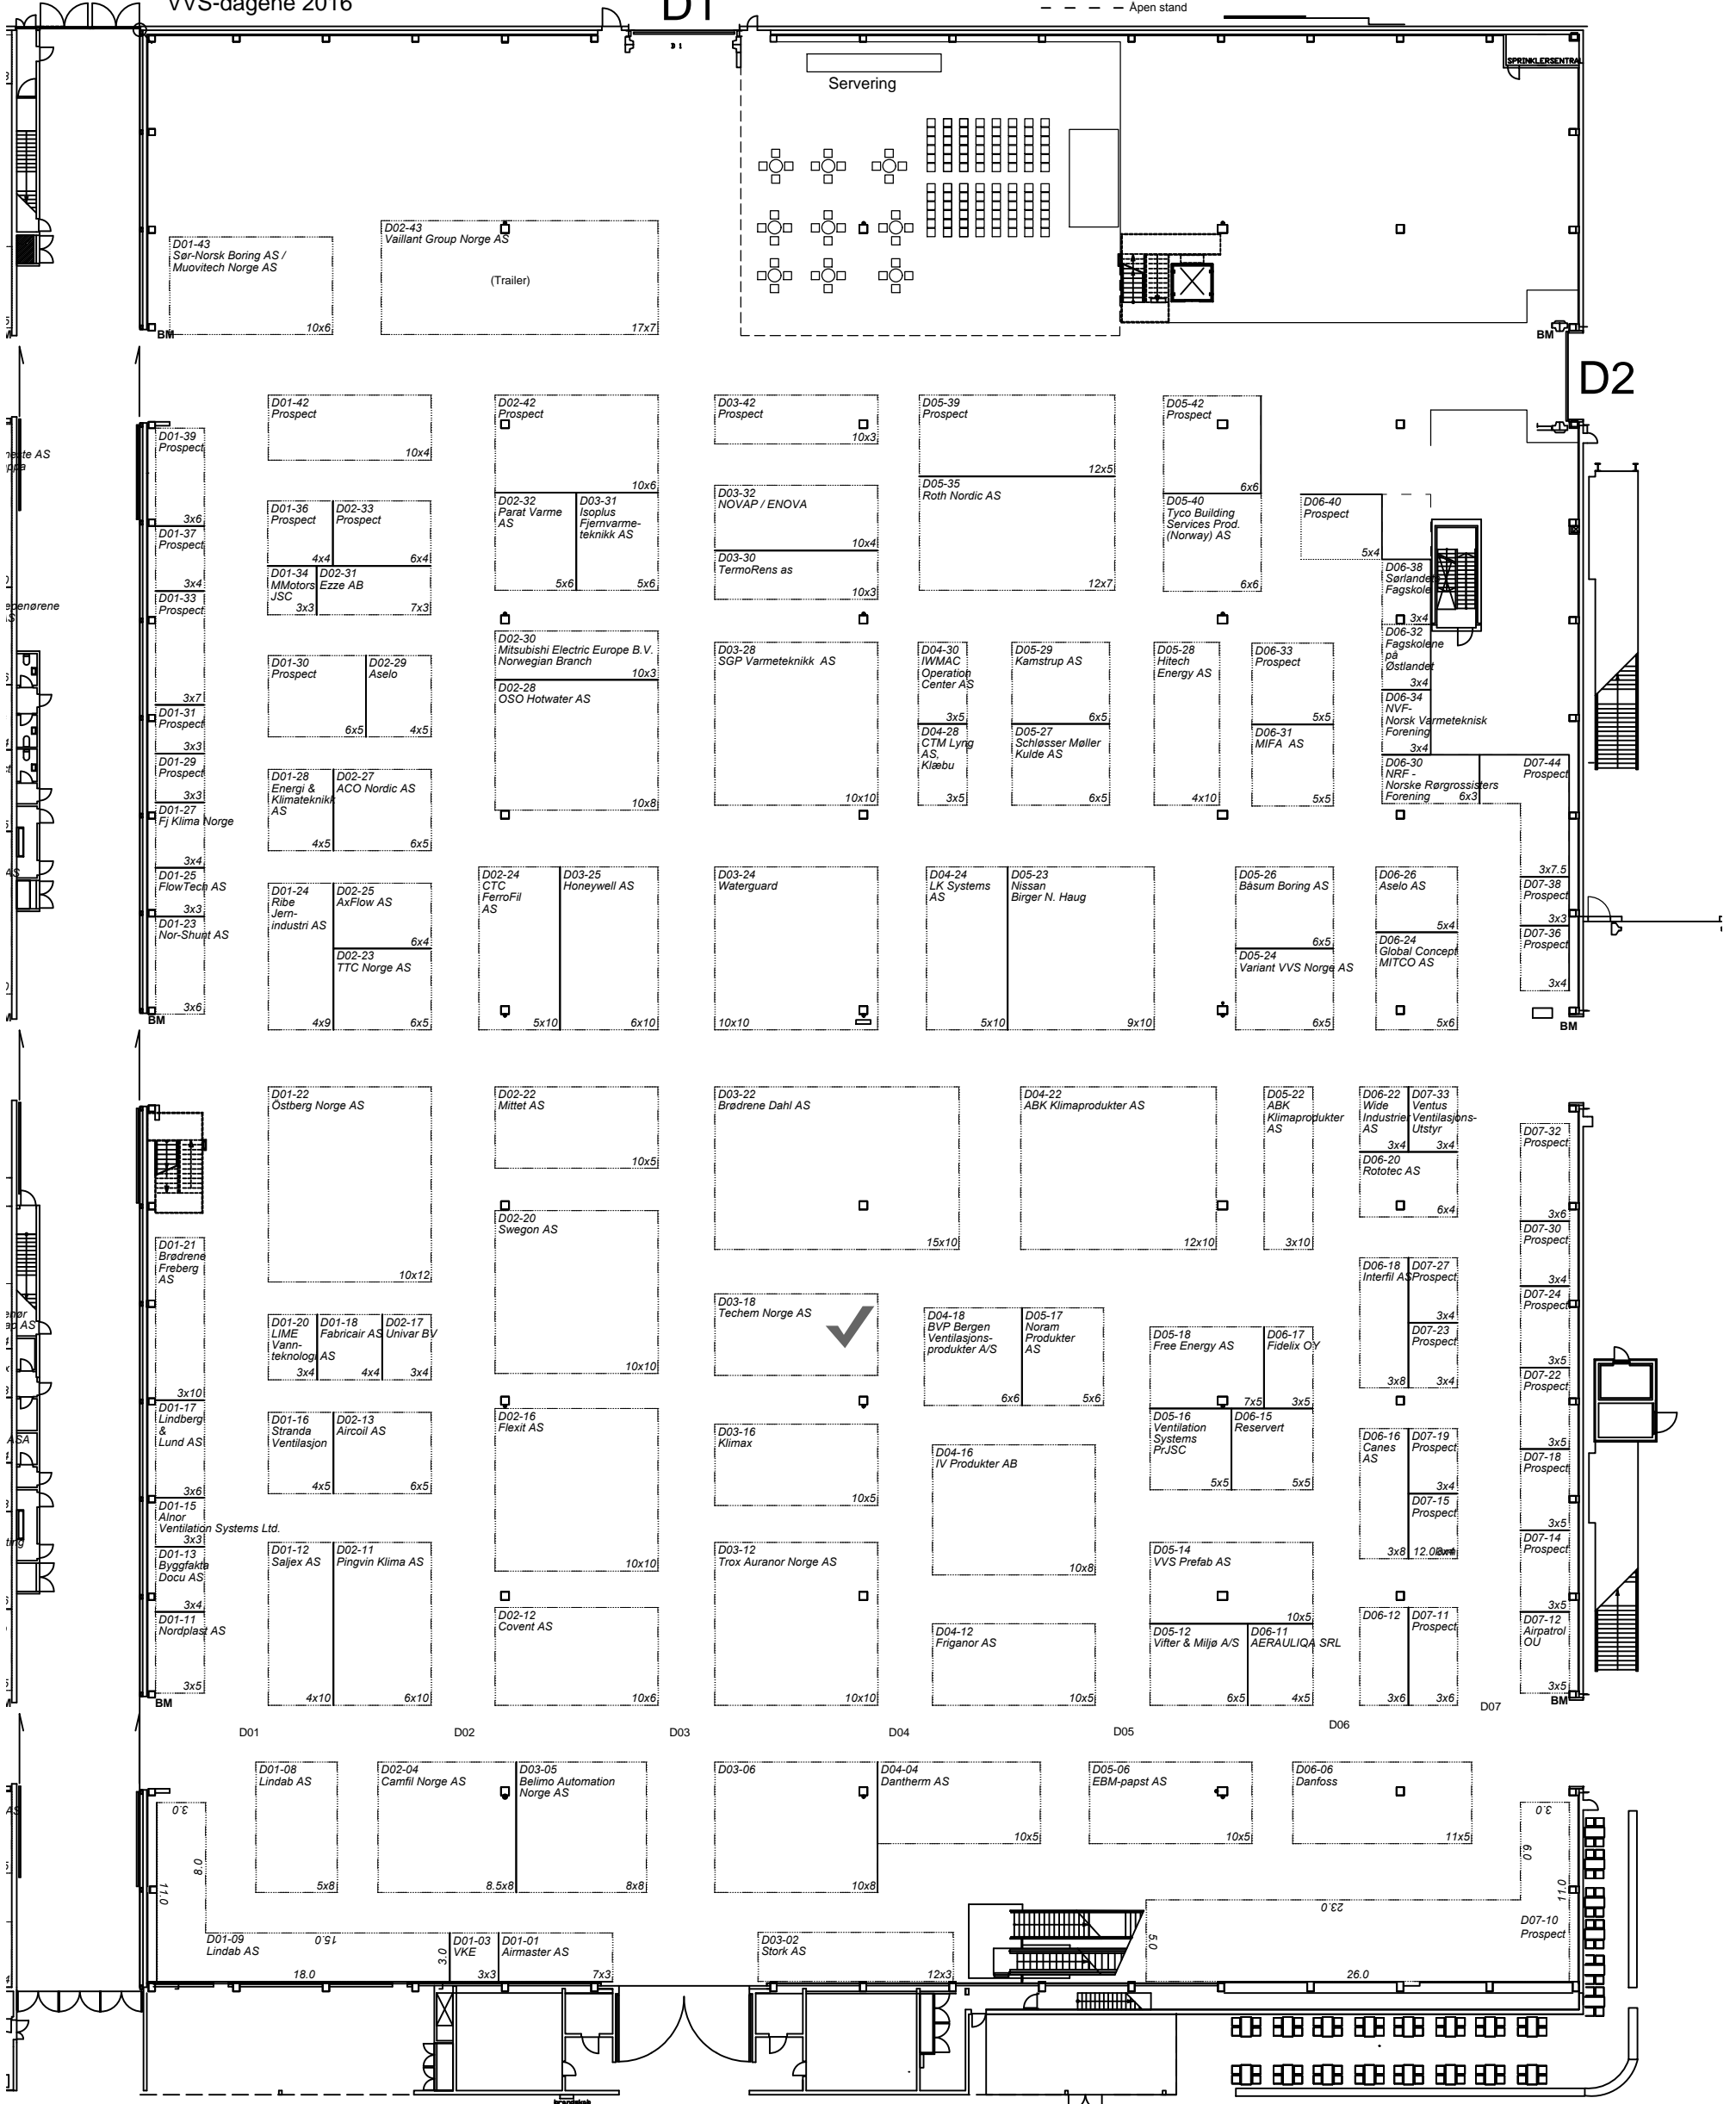 VVS-dagene 2016
D1
Åpen stand
D 1
SPRINKLERSENTRAL
Servering
D01-43
Sør-Norsk Boring AS /
Muovitech Norge AS
10x6
D02-43
Vaillant Group Norge AS
(Trailer)
17x7
BM
BM
D2
D01-42
Prospect
10x4
D02-42
Prospect
10x6
D03-42
Prospect
10x3
D05-39
Prospect
12x5
D05-42
Prospect
6x6
D01-39
Prospect
3x6
D01-37
Prospect
3x4
D01-33
Prospect
3x7
D01-31
Prospect
3x3
D01-29
Prospect
3x3
D01-27
Fj Klima Norge
3x4
D01-25
FlowTech AS
3x3
D01-23
Nor-Shunt AS
3x6
BM
D01-36
Prospect
4x4
D02-33
Prospect
6x4
D01-34
MMotors
JSC
3x3
D02-31
Ezze AB
7x3
D02-32
Parat Varme
AS
5x6
D03-31
Isoplus
Fjernvarme-
teknikk AS
5x6
D03-32
NOVAP / ENOVA
10x4
D03-30
TermoRens as
10x3
D05-35
Roth Nordic AS
12x7
D05-40
Tyco Building
Services Prod.
(Norway) AS
6x6
D06-40
Prospect
5x4
D06-38
Sørlandets
Fagskole
3x4
D06-32
Fagskolene
på
Østlandet
3x4
D06-34
NVF-
Norsk Varmeteknisk
Forening
3x4
D06-30
NRF -
Norske Rørgrossisters
Forening
6x3
D07-44
Prospect
3x7.5
D07-38
Prospect
3x3
D07-36
Prospect
3x4
BM
D01-30
Prospect
6x5
D02-29
Aselo
4x5
D02-30
Mitsubishi Electric Europe B.V.
Norwegian Branch
10x3
D02-28
OSO Hotwater AS
10x8
D03-28
SGP Varmeteknikk AS
10x10
D04-30
IWMAC
Operation
Center AS
3x5
D04-28
CTM Lyng
AS,
Klæbu
3x5
D05-29
Kamstrup AS
6x5
D05-27
Schløsser Møller
Kulde AS
6x5
D05-28
Hitech
Energy AS
4x10
D06-33
Prospect
5x5
D06-31
MIFA AS
5x5
D01-28
Energi &
Klimateknikk
AS
4x5
D02-27
ACO Nordic AS
6x5
D01-24
Ribe
Jern-
industri AS
4x9
D02-25
AxFlow AS
6x4
D02-23
TTC Norge AS
6x5
D02-24
CTC
FerroFil
AS
5x10
D03-25
Honeywell AS
6x10
D03-24
Waterguard
10x10
D04-24
LK Systems
AS
5x10
D05-23
Nissan
Birger N. Haug
9x10
D05-26
Båsum Boring AS
6x5
D05-24
Variant VVS Norge AS
6x5
D06-26
Aselo AS
5x4
D06-24
Global Concept
MITCO AS
5x6
D01-22
Östberg Norge AS
10x12
D02-22
Mittet AS
10x5
D03-22
Brødrene Dahl AS
15x10
D04-22
ABK Klimaprodukter AS
12x10
D05-22
ABK
Klimaprodukter
AS
3x10
D06-22
Wide
Industrier
AS
3x4
D07-33
Ventus
Ventilasjons-
Utstyr
3x4
D06-20
Rototec AS
6x4
D07-32
Prospect
3x6
D07-30
Prospect
3x4
D07-24
Prospect
3x5
D07-22
Prospect
3x5
D07-18
Prospect
3x5
D07-14
Prospect
3x5
D07-12
Airpatrol
OU
3x5
BM
D01-21
Brødrene
Freberg
AS
3x10
D01-17
Lindberg
&
Lund AS
3x6
D01-15
Alnor
Ventilation Systems Ltd.
3x3
D01-13
Byggfakta
Docu AS
3x4
D01-11
Nordplast AS
3x5
BM
D02-20
Swegon AS
10x10
D01-20
LIME
Vann-
teknologi AS
3x4
D01-18
Fabricair AS
4x4
D02-17
Univar BV
3x4
D03-18
Techem Norge AS
D04-18
BVP Bergen
Ventilasjons-
produkter A/S
6x6
D05-17
Noram
Produkter
AS
5x6
D05-18
Free Energy AS
7x5
D06-17
Fidelix OY
3x5
D05-16
Ventilation
Systems
PrJSC
5x5
D06-15
Reservert
5x5
D06-18
Interfil AS
3x8
D07-27
Prospect
3x4
D07-23
Prospect
3x4
D01-16
Stranda
Ventilasjon
4x5
D02-13
Aircoil AS
6x5
D02-16
Flexit AS
10x10
D03-16
Klimax
10x5
D04-16
IV Produkter AB
10x8
D06-16
Canes
AS
3x8
D07-19
Prospect
3x4
D07-15
Prospect
D01-12
Saljex AS
4x10
D02-11
Pingvin Klima AS
6x10
D02-12
Covent AS
10x6
D03-12
Trox Auranor Norge AS
10x10
D04-12
Friganor AS
10x5
D05-14
VVS Prefab AS
10x5
D05-12
Vifter & Miljø A/S
6x5
D06-11
AERAULIQA SRL
4x5
D06-12
3x6
D07-11
Prospect
3x6
D01
D02
D03
D04
D05
D06
D07
D01-08
Lindab AS
5x8
D02-04
Camfil Norge AS
8.5x8
D03-05
Belimo Automation
Norge AS
8x8
D03-06
10x8
D04-04
Dantherm AS
10x5
D05-06
EBM-papst AS
10x5
D06-06
Danfoss
11x5
3.0
8.0
11.0
D01-09
Lindab AS
15.0
18.0
3.0
D01-03
VKE
3x3
D01-01
Airmaster AS
7x3
D03-02
Stork AS
12x3
3.0
6.0
11.0
23.0
5.0
26.0
D07-10
Prospect